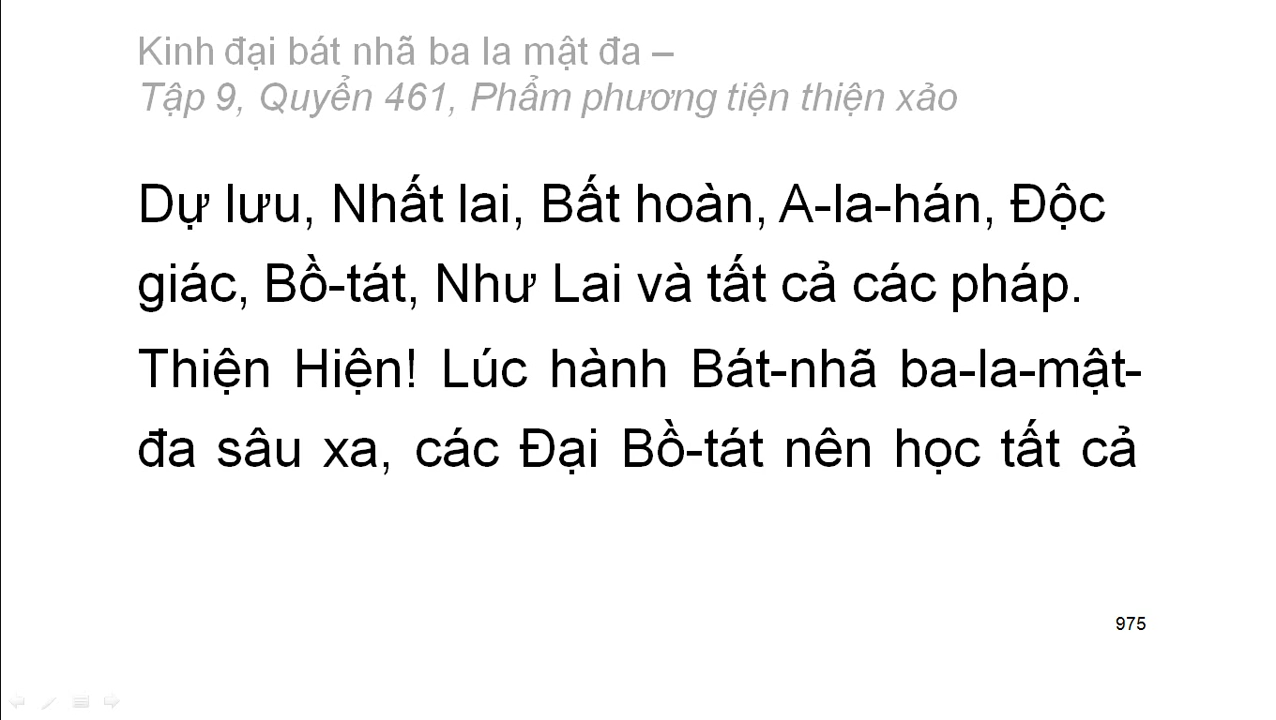 Kinh đại bát nhã ba la mật đa –
Tập 9, Quyển 461, Phẩm phương tiện thiện xảo
Dự lưu, Nhất lai, Bất hoàn, A-la-hán, Độc
giác, Bồ-tát, Như Lai và tất cả các pháp.
Thiện Hiện! Lúc hành Bát-nhã ba-la-mật-
đa sâu xa, các Đại Bồ-tát nên học tất cả
975